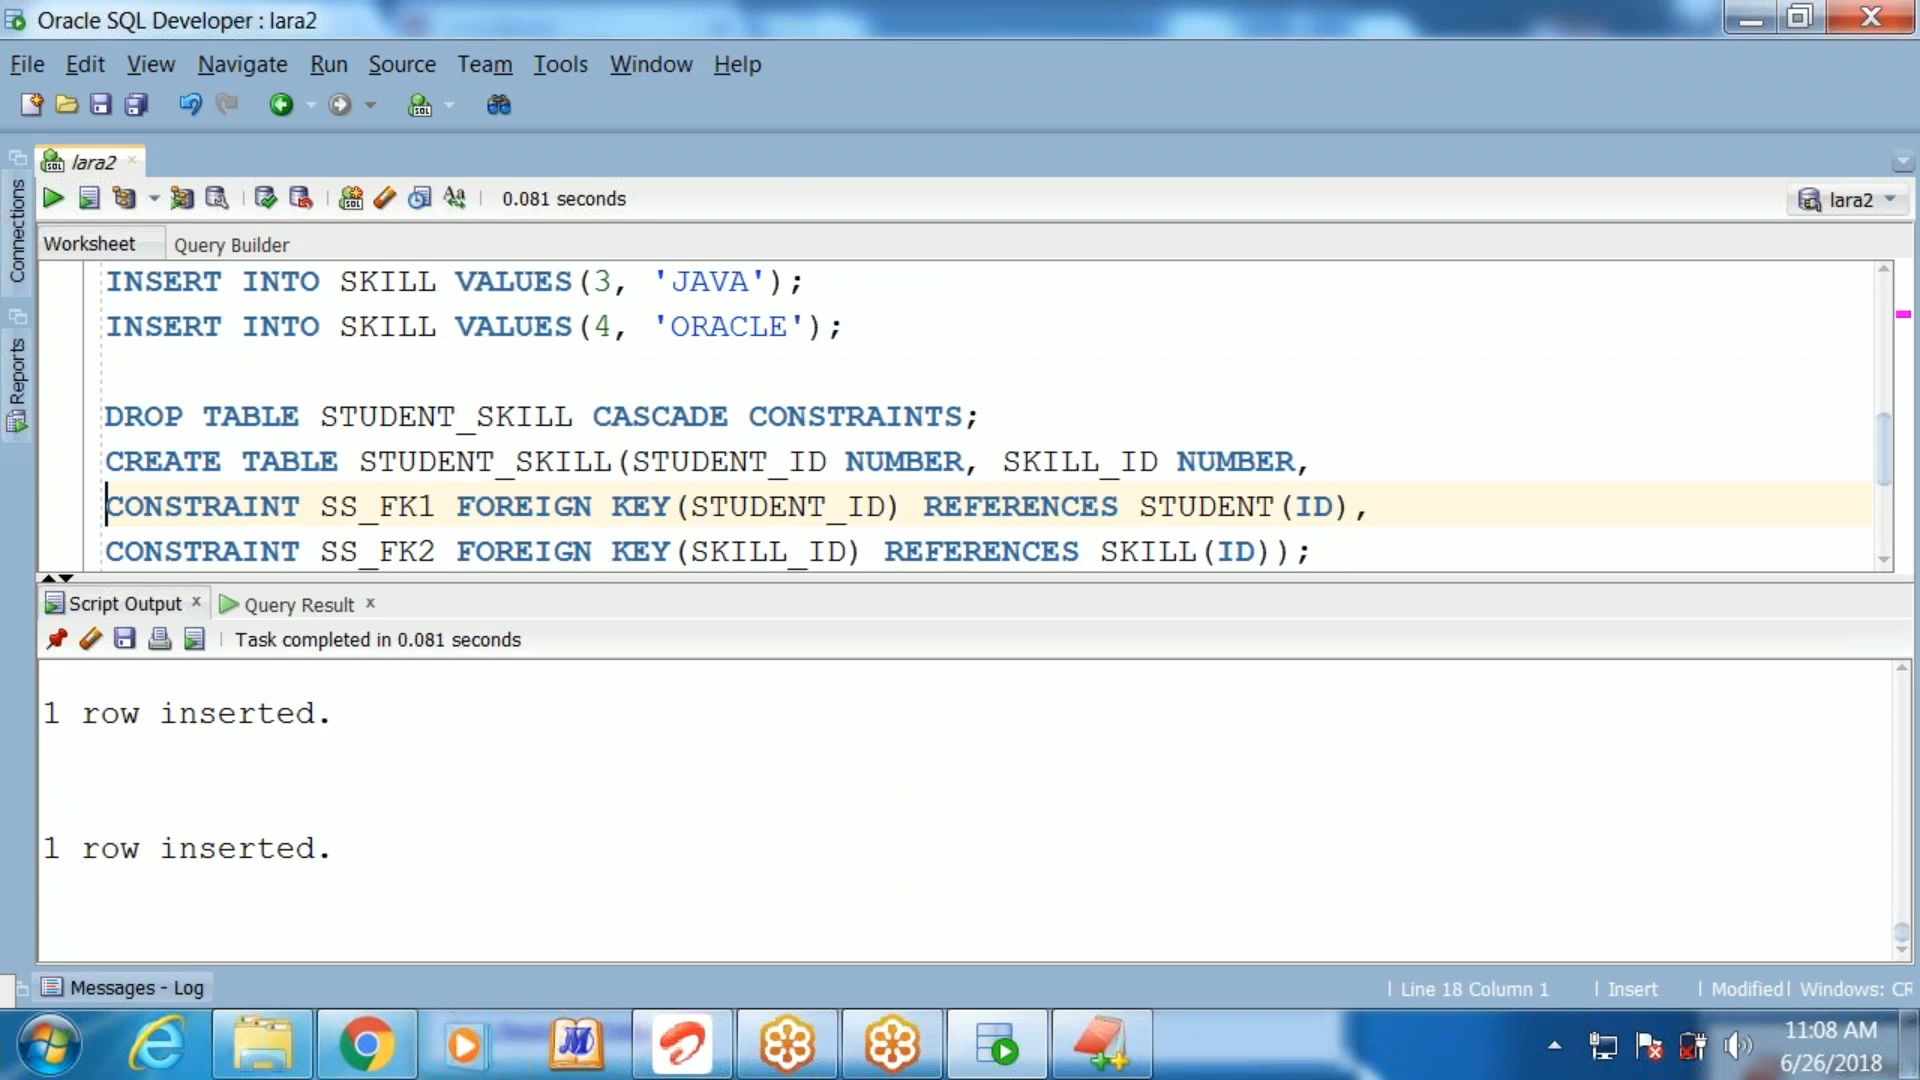 Oracle SQL Developer : lara2
File Edit View Navigate Run Source Team Tools Window Help
lara2
0.081 seconds
lara2
Connections
Reports
Worksheet Query Builder
INSERT INTO SKILL VALUES(3, 'JAVA');
INSERT INTO SKILL VALUES(4, 'ORACLE');
DROP TABLE STUDENT_SKILL CASCADE CONSTRAINTS;
CREATE TABLE STUDENT_SKILL(STUDENT_ID NUMBER, SKILL_ID NUMBER,
CONSTRAINT SS_FK1 FOREIGN KEY(STUDENT_ID) REFERENCES STUDENT(ID),
CONSTRAINT SS_FK2 FOREIGN KEY(SKILL_ID) REFERENCES SKILL(ID));
Script Output x Query Result x
Task completed in 0.081 seconds
1 row inserted.
1 row inserted.
Messages - Log
Line 18 Column 1 | Insert | Modified | Windows: CR
11:08 AM
6/26/2018